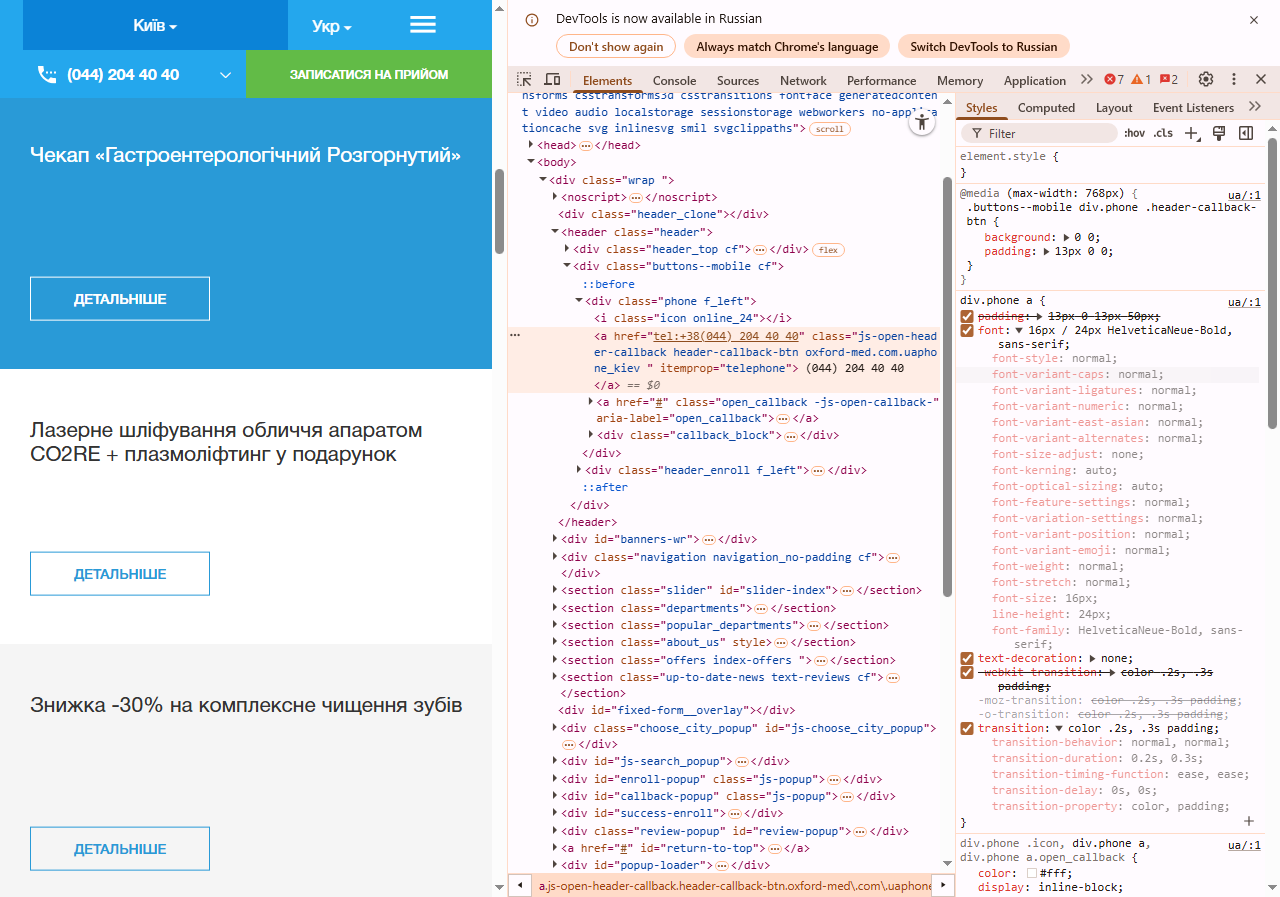 Київ
Укр
(044) 204 40 40
ЗАПИСАТИСЯ НА ПРИЙОМ
Чекап «Гастроентерологічний Розгорнутий»
ДЕТАЛЬНІШЕ
Лазерне шліфування обличчя апаратом
CO2RE + плазмоліфтинг у подарунок
ДЕТАЛЬНІШЕ
Знижка -30% на комплексне чищення зубів
ДЕТАЛЬНІШЕ
DevTools is now available in Russian
Don't show again
Always match Chrome's language
Switch DevTools to Russian
Elements Console Sources Network Performance Memory Application 7 1 2
nsforms csstransforms3d csstransitions fontface generatedconten
t video audio localstorage sessionstorage webworkers no-applic
ationcache svg inlinesvg smil svgclippaths"> scroll
<head> … </head>
<body>
<div class="wrap ">
<noscript> … </noscript>
<div class="header_clone"></div>
<header class="header">
<div class="header_top cf"> … </div> flex
<div class="buttons--mobile cf">
::before
<div class="phone f_left">
<i class="icon online_24"></i>
<a href="tel:+38(044) 204 40 40" class="js-open-head
er-callback header-callback-btn oxford-med.com.uapho
ne_kiev " itemprop="telephone"> (044) 204 40 40
</a> == $0
<a href="#" class="open_callback -js-open-callback-"
aria-label="open_callback"> … </a>
<div class="callback_block"> … </div>
</div>
<div class="header_enroll f_left"> … </div>
::after
</div>
</header>
<div id="banners-wr"> … </div>
<div class="navigation navigation_no-padding cf"> …
</div>
<section class="slider" id="slider-index"> … </section>
<section class="departments"> … </section>
<section class="popular_departments"> … </section>
<section class="about_us" style> … </section>
<section class="offers index-offers "> … </section>
<section class="up-to-date-news text-reviews cf"> …
</section>
<div id="fixed-form__overlay"></div>
<div class="choose_city_popup" id="js-choose_city_popup">
… </div>
<div id="js-search_popup"> … </div>
<div id="enroll-popup" class="js-popup"> … </div>
<div id="callback-popup" class="js-popup"> … </div>
<div id="success-enroll"> … </div>
<div class="review-popup" id="review-popup"> … </div>
<a href="#" id="return-to-top"> … </a>
<div id="popup-loader"> … </div>
a.js-open-header-callback.header-callback-btn.oxford-med\.com\.uaphone
Styles Computed Layout Event Listeners
Filter :hov .cls
element.style {
}
@media (max-width: 768px) { ua/:1
.buttons--mobile div.phone .header-callback-
btn {
background: 0 0;
padding: 13px 0 0;
}
}
div.phone a { ua/:1
padding: 13px 0 13px 50px;
font: 16px / 24px HelveticaNeue-Bold,
sans-serif;
font-style: normal;
font-variant-caps: normal;
font-variant-ligatures: normal;
font-variant-numeric: normal;
font-variant-east-asian: normal;
font-variant-alternates: normal;
font-size-adjust: none;
font-kerning: auto;
font-optical-sizing: auto;
font-feature-settings: normal;
font-variation-settings: normal;
font-variant-position: normal;
font-variant-emoji: normal;
font-weight: normal;
font-stretch: normal;
font-size: 16px;
line-height: 24px;
font-family: HelveticaNeue-Bold, sans-
serif;
text-decoration: none;
-webkit-transition: color .2s, .3s
padding;
-moz-transition: color .2s, .3s padding;
-o-transition: color .2s, .3s padding;
transition: color .2s, .3s padding;
transition-behavior: normal, normal;
transition-duration: 0.2s, 0.3s;
transition-timing-function: ease, ease;
transition-delay: 0s, 0s;
transition-property: color, padding;
}
div.phone .icon, div.phone a, ua/:1
div.phone a.open_callback {
color: #fff;
display: inline-block;